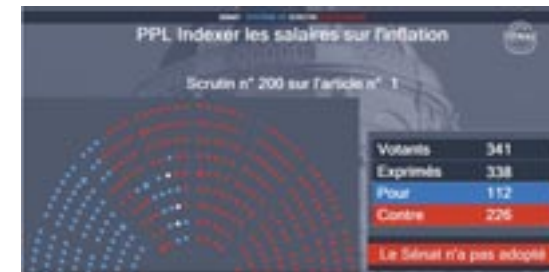 PPL Indexer les salaires sur l'inflation
Scrutin n° 200 sur l'article n° 1
Votants 341
Exprimés 338
Pour 112
Contre 226
Le Sénat n'a pas adopté